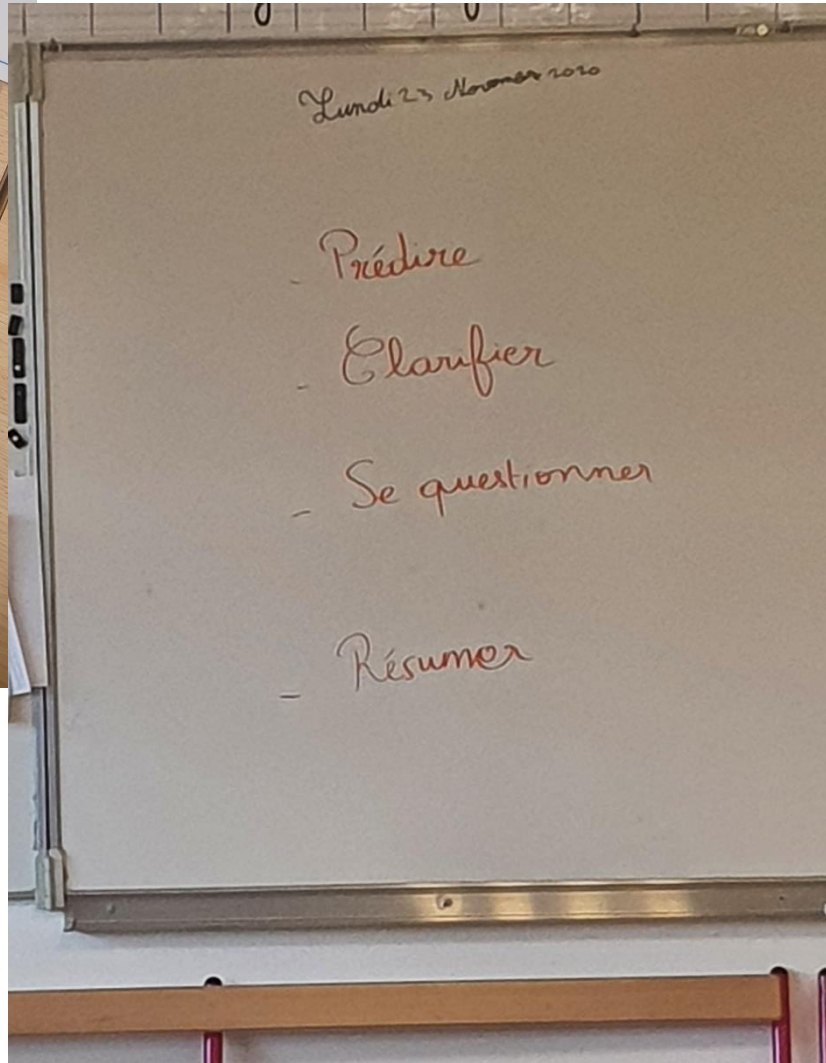 Lundi 23 Novembre 2020
- Prédire
- Clarifier
- Se questionner
- Résumer